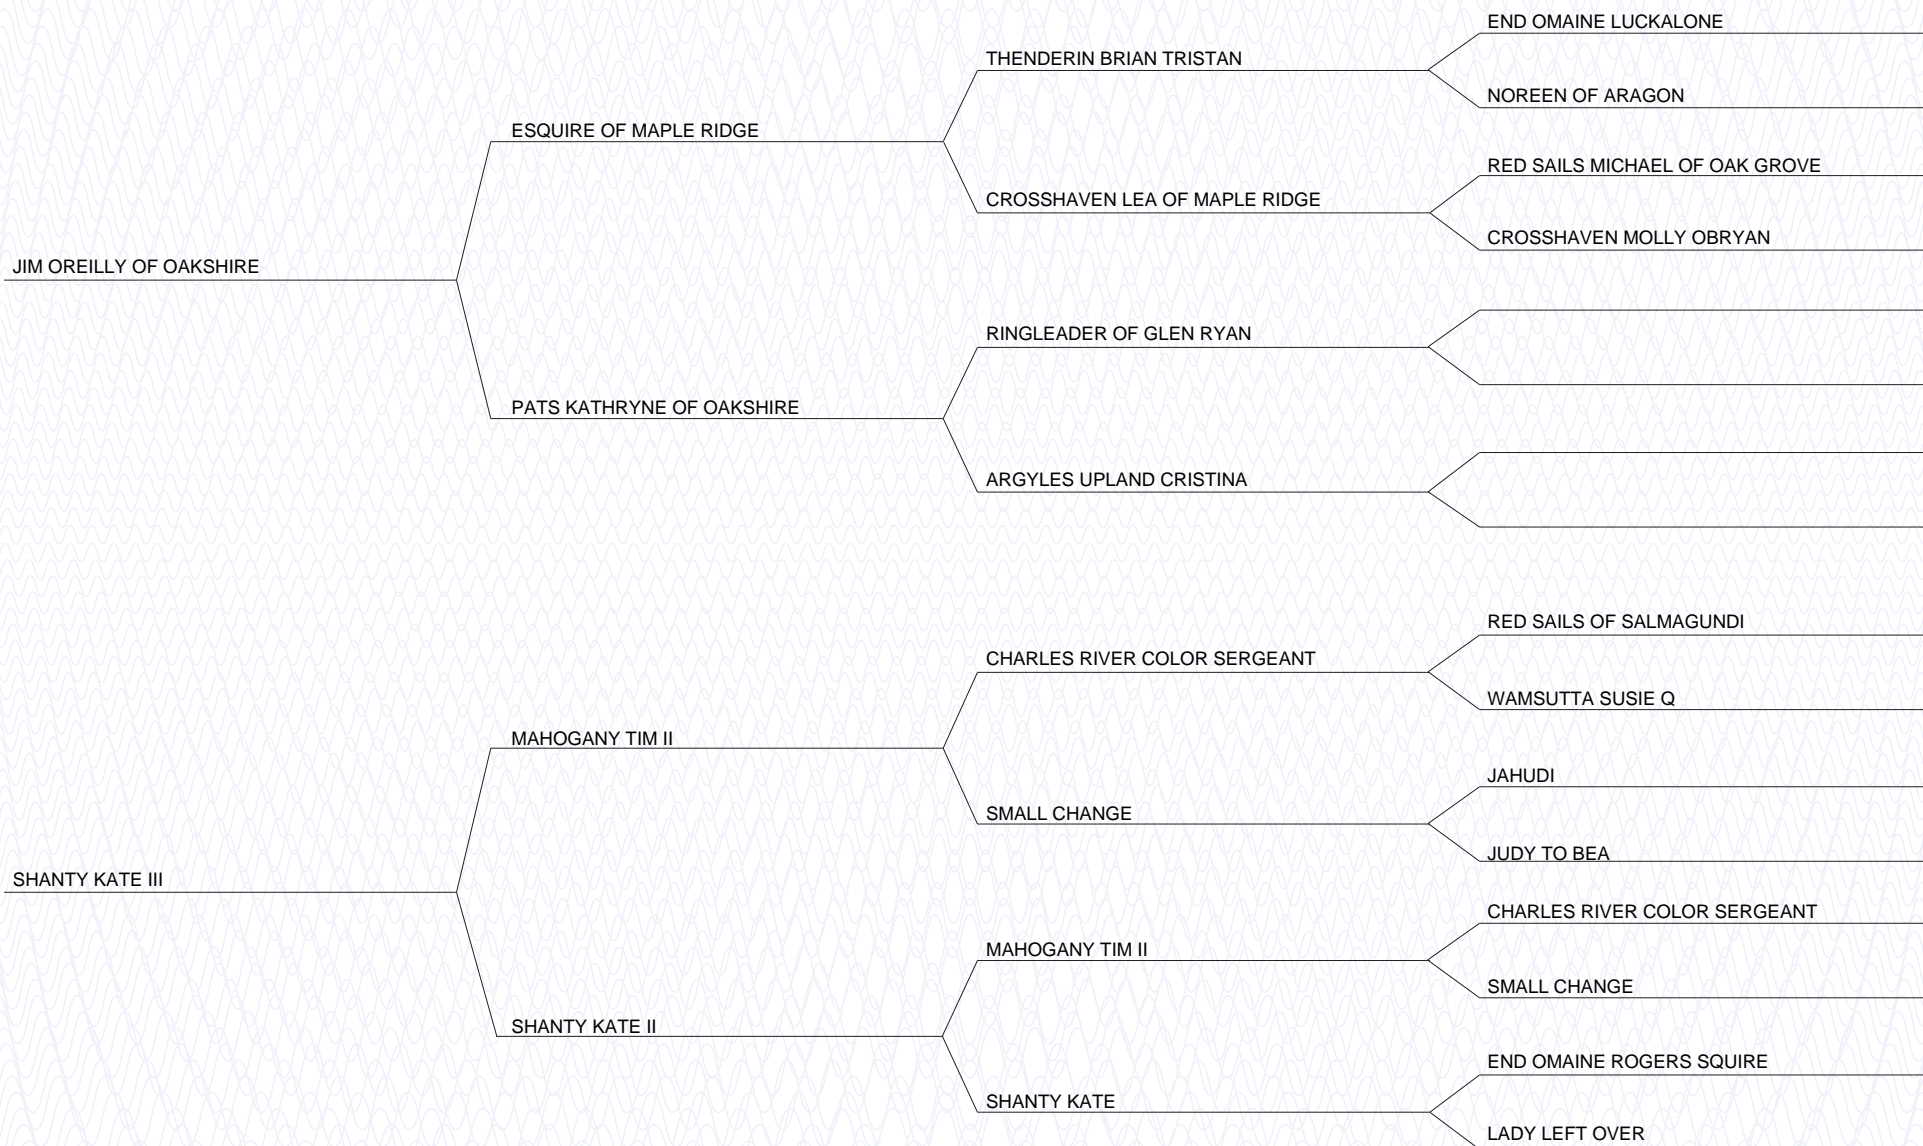 END OMAINE LUCKALONE
THENDERIN BRIAN TRISTAN
NOREEN OF ARAGON
ESQUIRE OF MAPLE RIDGE
RED SAILS MICHAEL OF OAK GROVE
CROSSHAVEN LEA OF MAPLE RIDGE
CROSSHAVEN MOLLY OBRYAN
JIM OREILLY OF OAKSHIRE
RINGLEADER OF GLEN RYAN
PATS KATHRYNE OF OAKSHIRE
ARGYLES UPLAND CRISTINA
RED SAILS OF SALMAGUNDI
CHARLES RIVER COLOR SERGEANT
WAMSUTTA SUSIE Q
MAHOGANY TIM II
JAHUDI
SMALL CHANGE
JUDY TO BEA
SHANTY KATE III
CHARLES RIVER COLOR SERGEANT
MAHOGANY TIM II
SMALL CHANGE
SHANTY KATE II
END OMAINE ROGERS SQUIRE
SHANTY KATE
LADY LEFT OVER